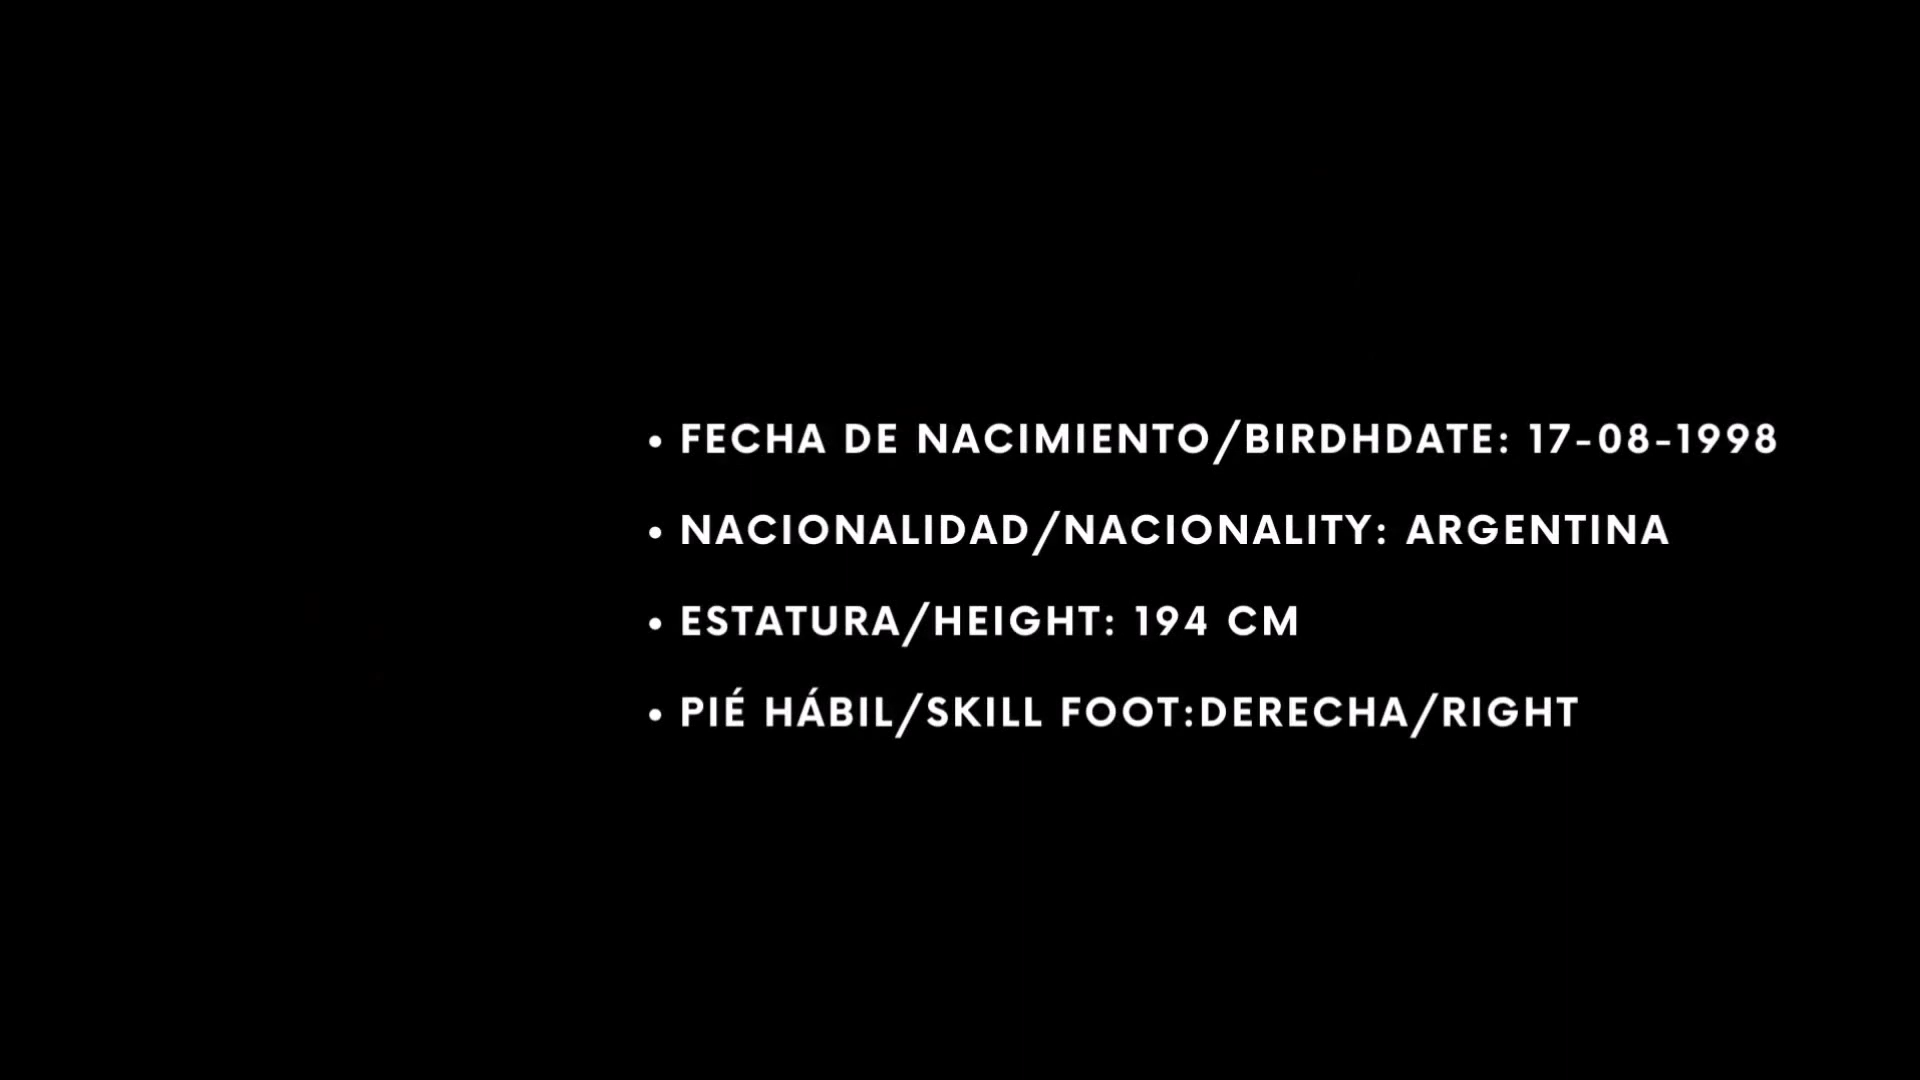 • FECHA DE NACIMIENTO/BIRDHDATE: 17-08-1998
• NACIONALIDAD/NACIONALITY: ARGENTINA
• ESTATURA/HEIGHT: 194 CM
• PIÉ HÁBIL/SKILL FOOT:DERECHA/RIGHT